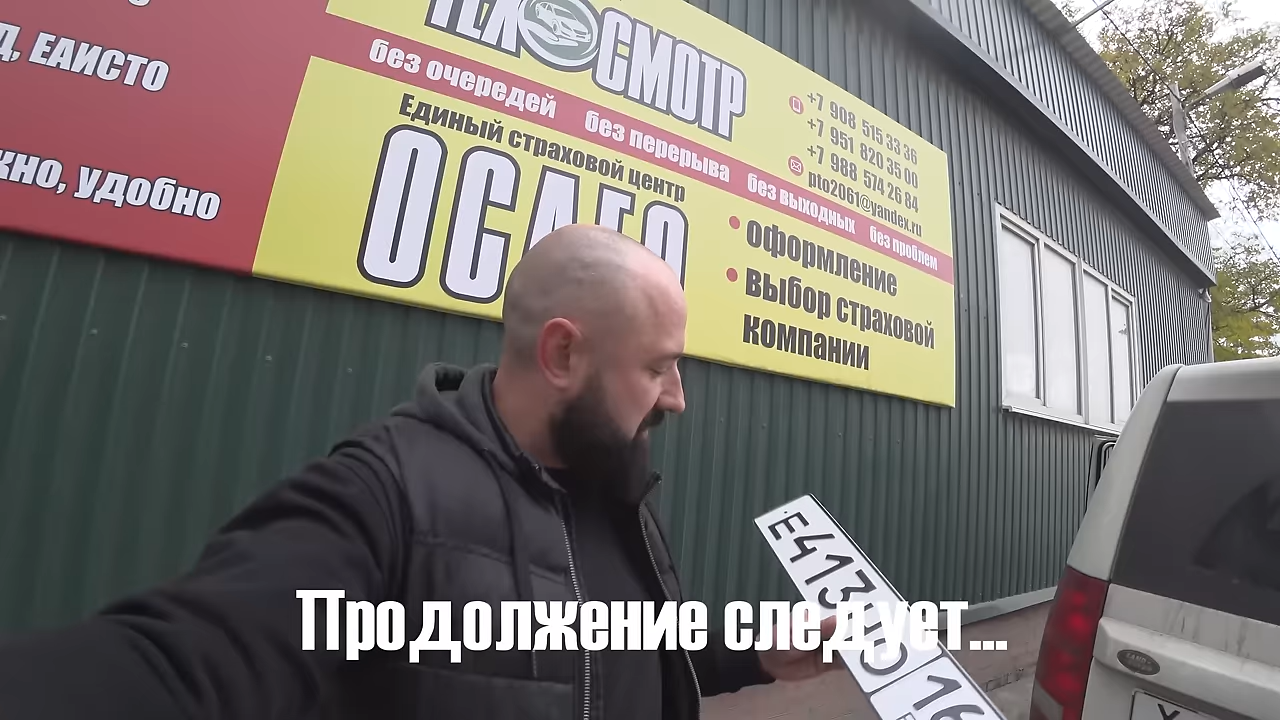 Д, ЕАИСТО
ЖНО, УДОБНО
ТЕХОСМОТР
без очередей без перерыва без выходных без проблем
Единый страховой центр
ОСАГО
+7 908 515 33 36
+7 951 820 35 00
+7 988 574 26 84
pto2061@yandex.ru
• оформление
• выбор страховой
компании
Продолжение следует...